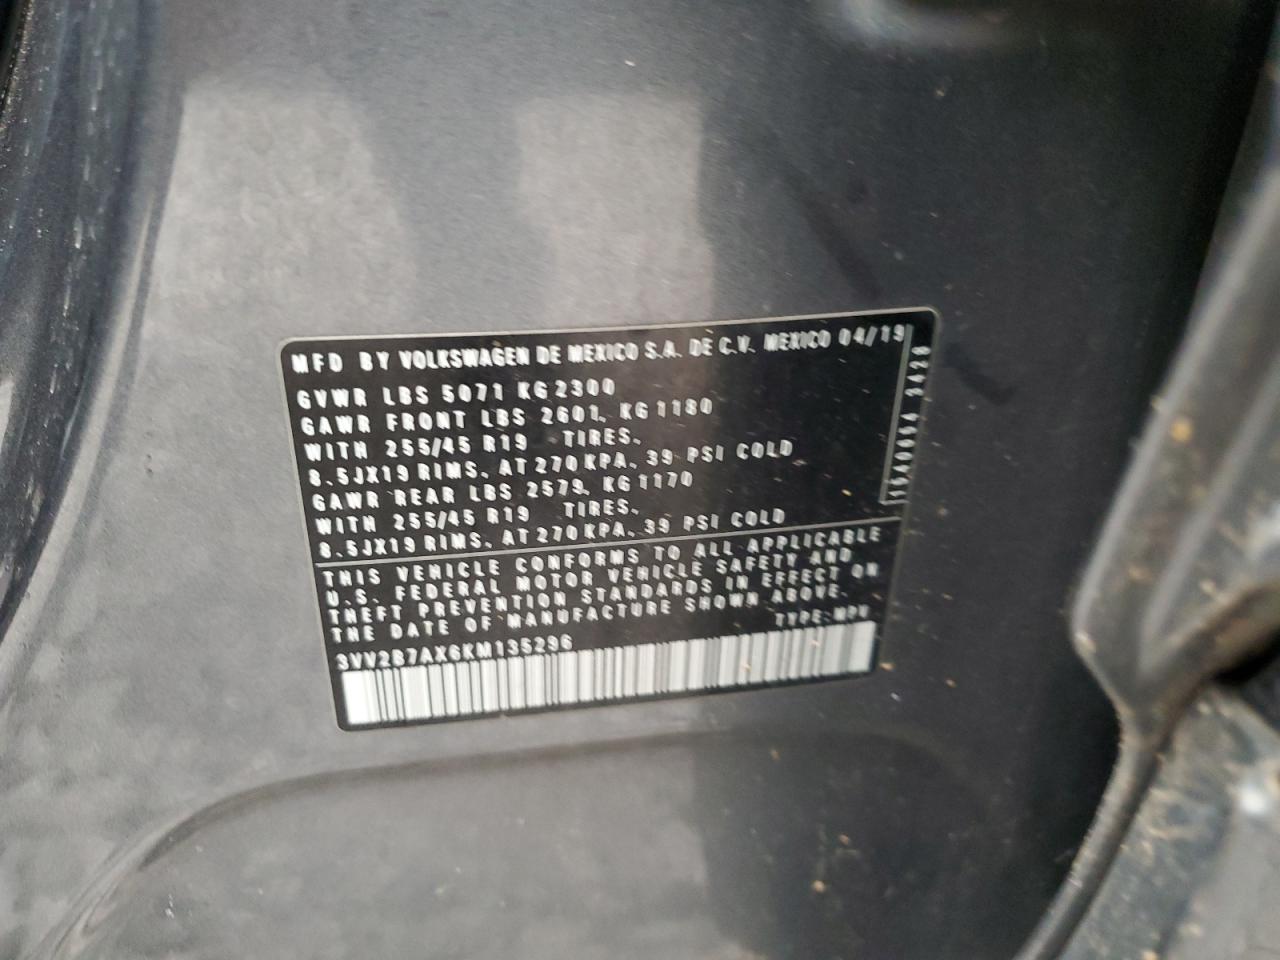 MFD BY VOLKSWAGEN DE MEXICO S.A. DE C.V. MEXICO 04/19
GVWR LBS 5071 KG 2300
GAWR FRONT LBS 2601, KG 1180
WITH 255/45 R19 TIRES,
8.5JX19 RIMS, AT 270 KPA, 39 PSI COLD
GAWR REAR LBS 2579, KG 1170
WITH 255/45 R19 TIRES,
8.5JX19 RIMS, AT 270 KPA, 39 PSI COLD
THIS VEHICLE CONFORMS TO ALL APPLICABLE
U.S. FEDERAL MOTOR VEHICLE SAFETY AND
THEFT PREVENTION STANDARDS IN EFFECT ON
THE DATE OF MANUFACTURE SHOWN ABOVE.
TYPE: MPV
3VV2B7AX6KM135296
3428